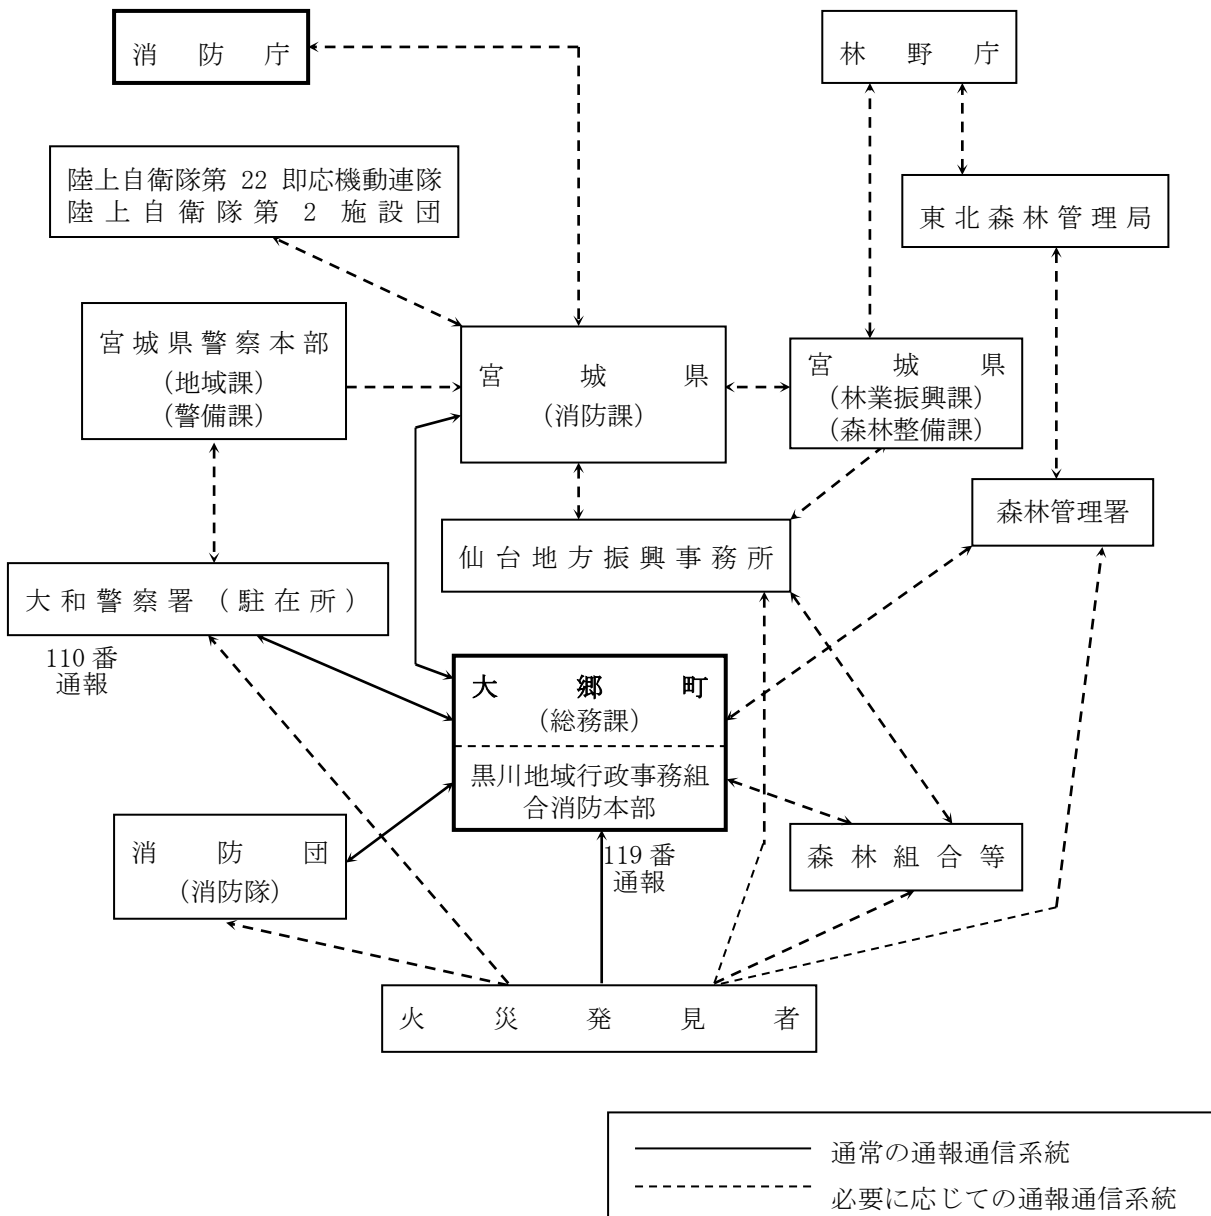 消防庁
林野庁
陸上自衛隊第 22 即応機動連隊
陸上自衛隊第 2 施設団
東北森林管理局
宮城県警察本部
(地域課)
(警備課)
宮城県
(消防課)
宮城県
(林業振興課)
(森林整備課)
森林管理署
仙台地方振興事務所
大和警察署(駐在所)
110 番
通報
大郷町
(総務課)
黒川地域行政事務組
合消防本部
消防団
(消防隊)
119 番
通報
森林組合等
火災発見者
通常の通報通信系統
必要に応じての通報通信系統